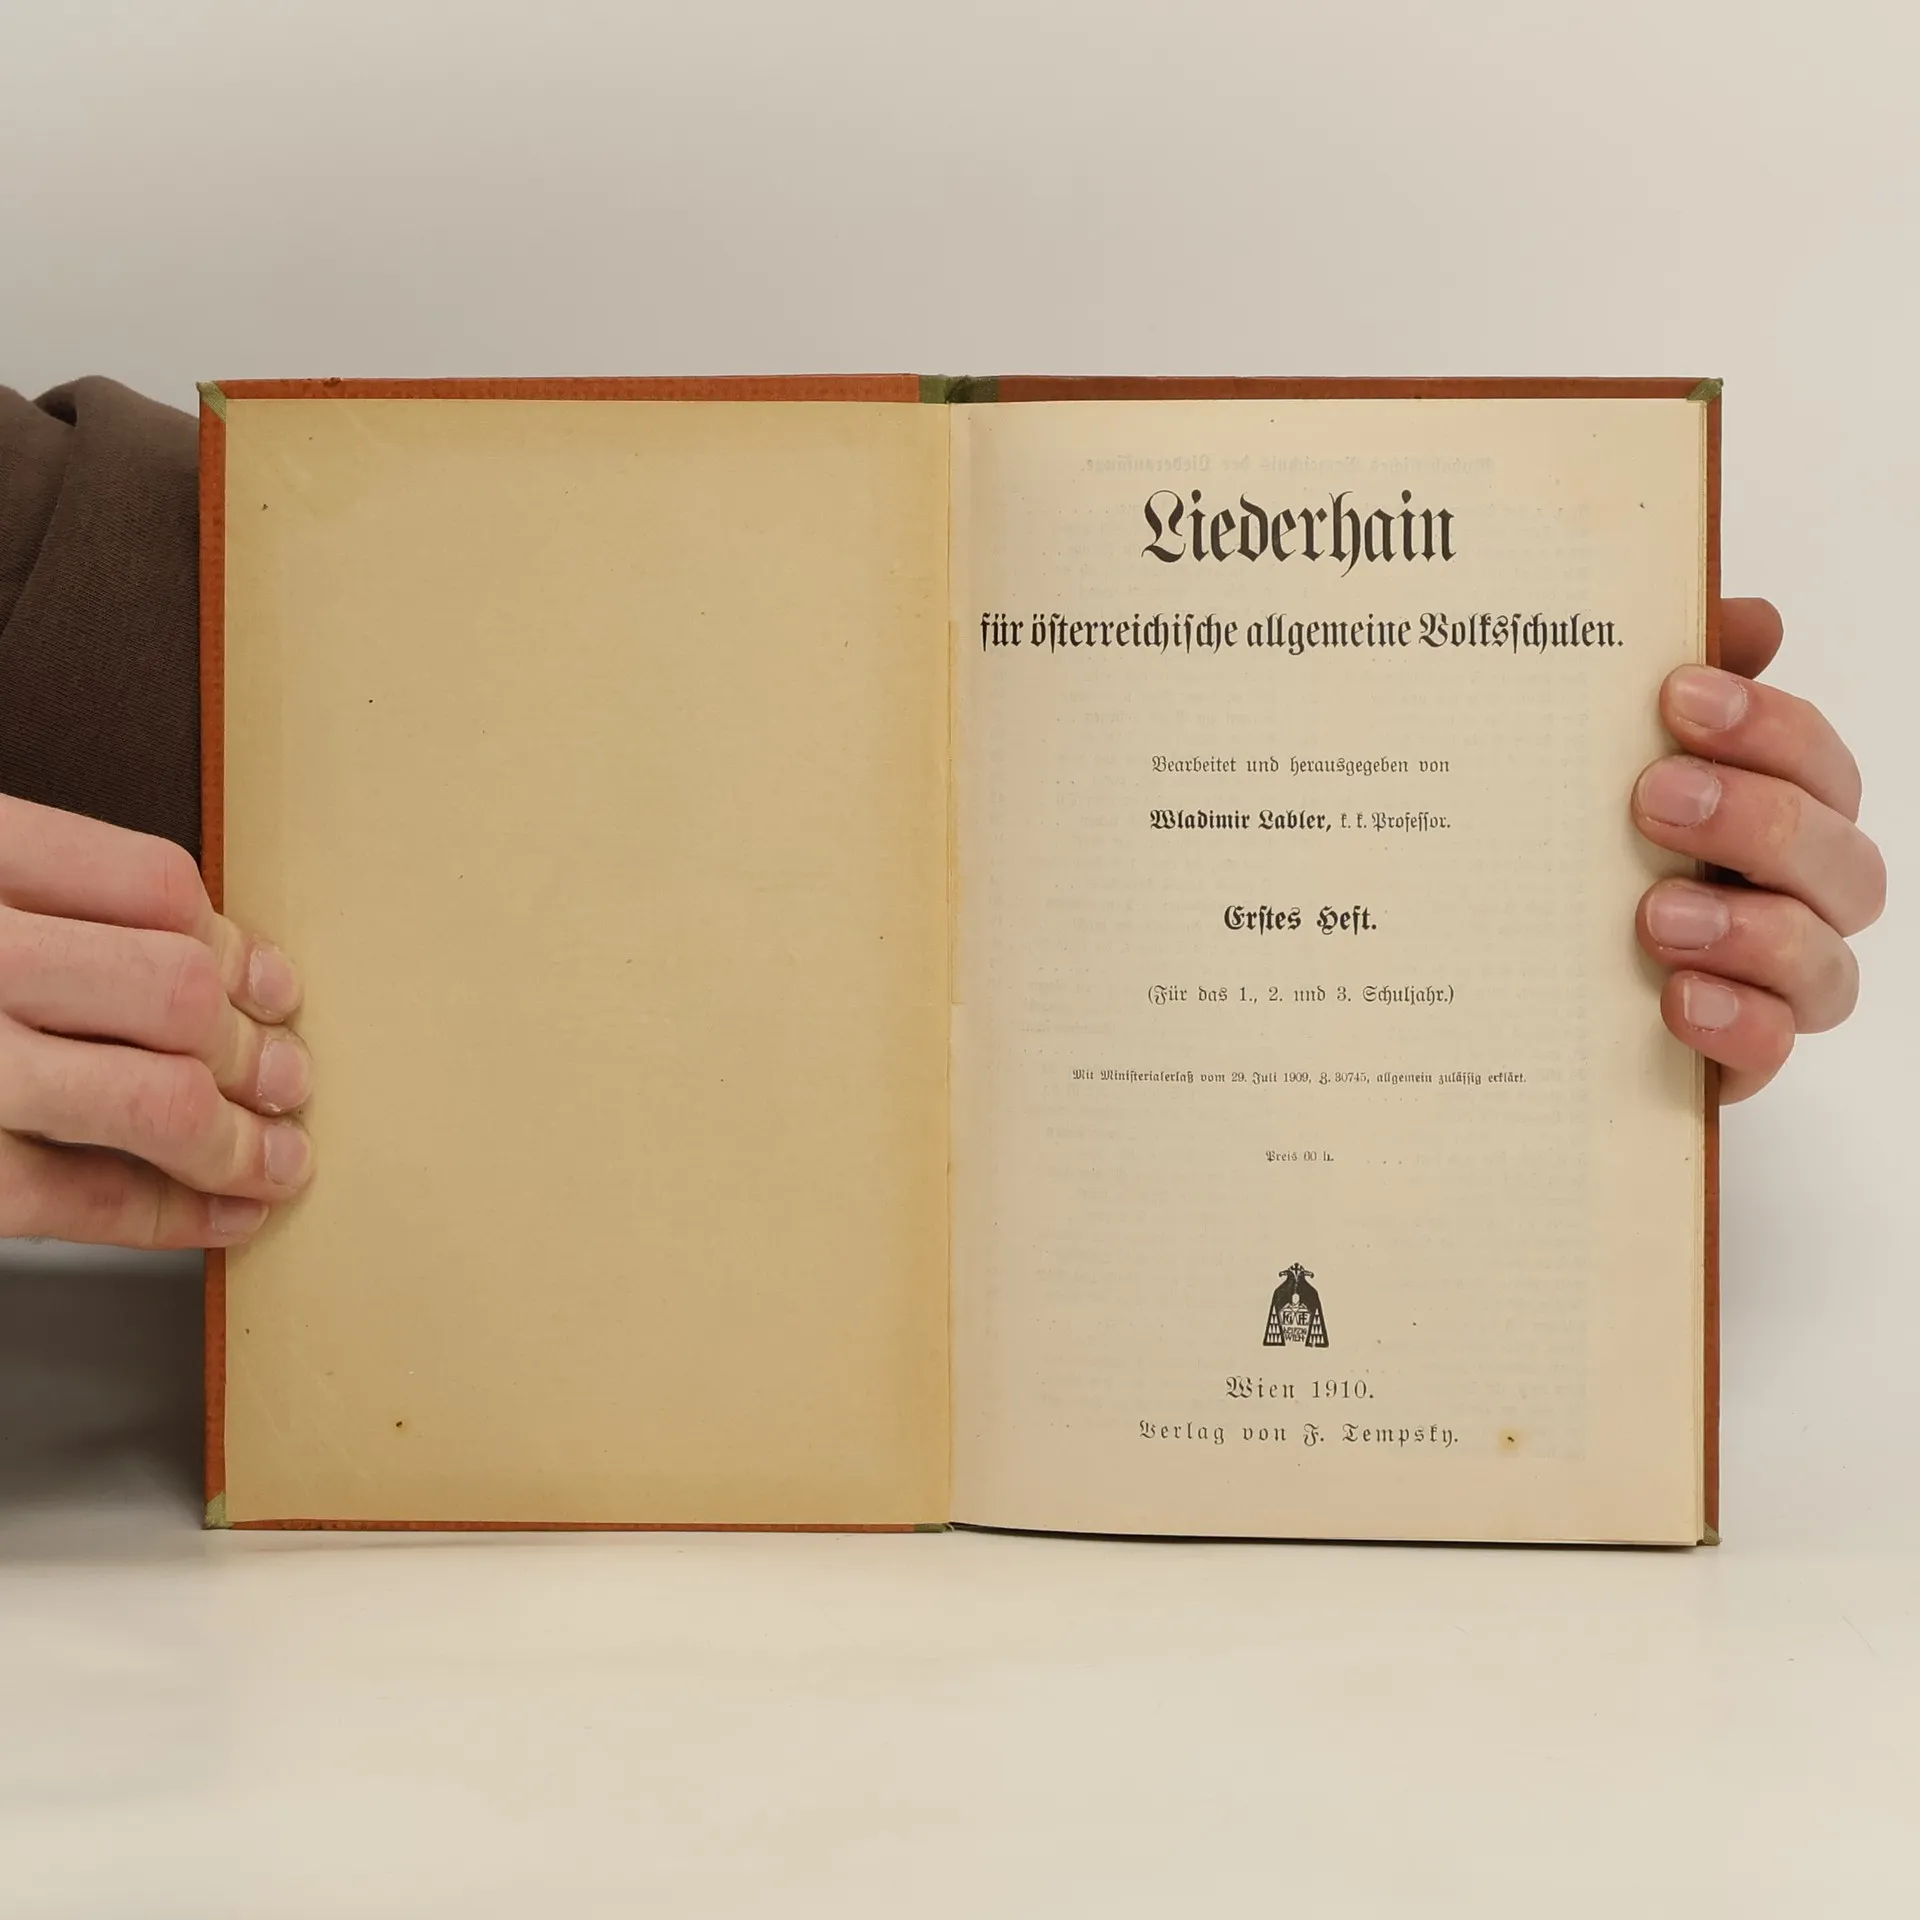 Liederhain
für öſterreichiſche allgemeine Volksſchulen.
Bearbeitet und herausgegeben von
Wladimir Labler, k. k. Profeſſor.
Erſtes Heft.
(Für das 1., 2. und 3. Schuljahr.)
Mit Miniſterialerlaß vom 29. Juli 1909, Z. 30745, allgemein zuläſſig erklärt.
Preis 60 h.
WIEN
Wien 1910.
Verlag von F. Tempsky.